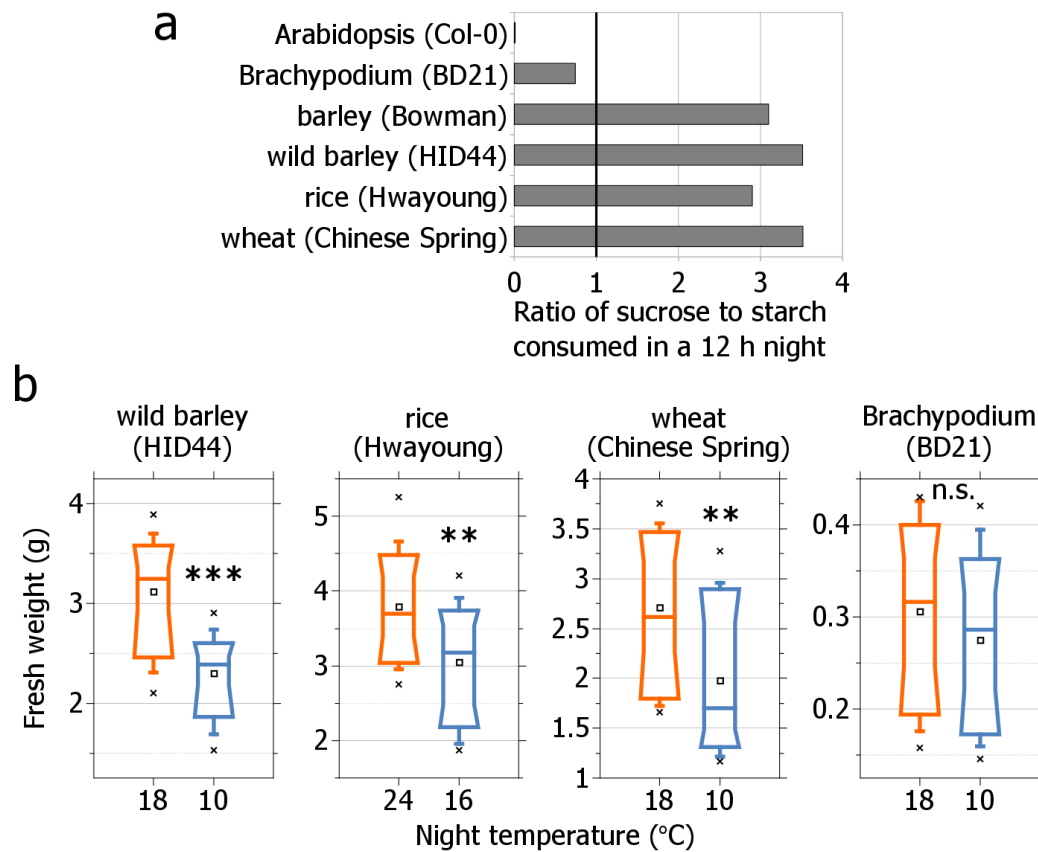 a
Arabidopsis (Col-0)
Brachypodium (BD21)
barley (Bowman)
wild barley (HID44)
rice (Hwayoung)
wheat (Chinese Spring)
0 1 2 3 4
Ratio of sucrose to starch
consumed in a 12 h night
b
wild barley
(HID44)
rice
(Hwayoung)
wheat
(Chinese Spring)
Brachypodium
(BD21)
Fresh weight (g)
4
3
2
***
18 10
5
4
3
2
**
24 16
4
3.5
3
2.5
2
1.5
1
**
18 10
0.4
0.3
0.2
n.s.
18 10
Night temperature (°C)